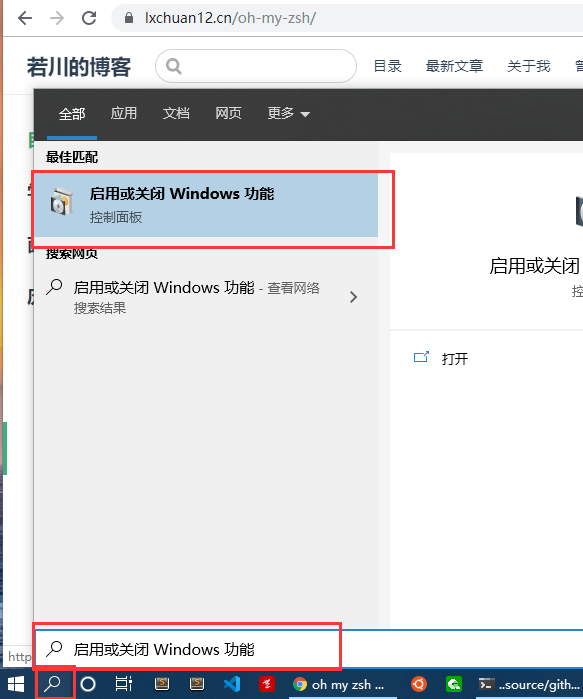 lxchuan12.cn/oh-my-zsh/
若川的博客
目录 最新文章 关于我
全部 应用 文档 网页 更多
最佳匹配
启用或关闭 Windows 功能
控制面板
搜索网页
启用或关闭 Windows 功能 - 查看网络
搜索结果
启用或关闭
打开
启用或关闭 Windows 功能
http
oh my zsh ... ..source/gith...